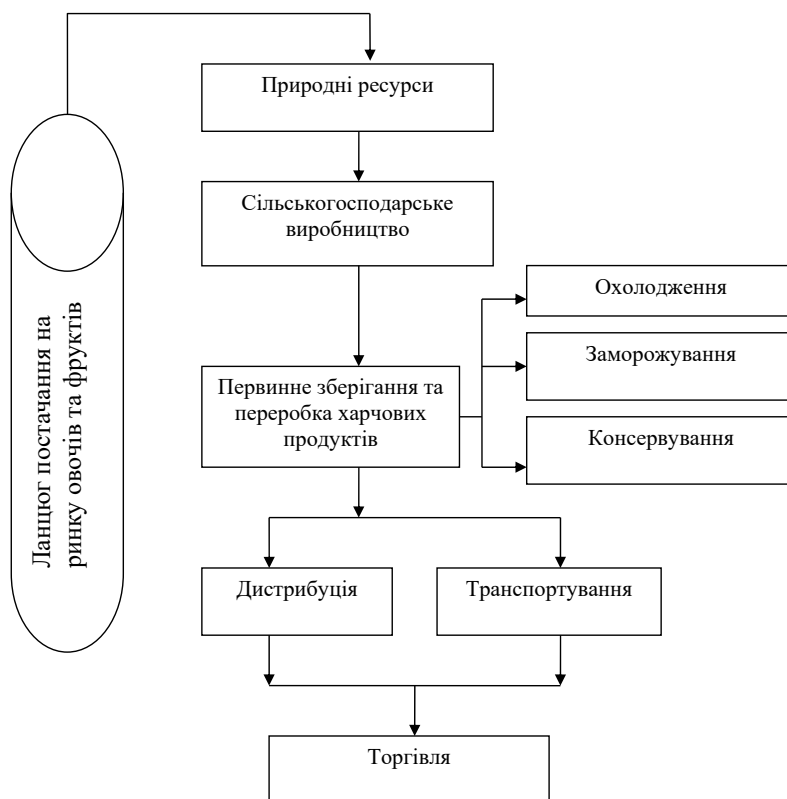 Природні ресурси
Сількогосподарське
виробництво
Охолодження
Заморожування
Первинне зберігання та
переробка харчових
продуктів
Консервування
Ланцюг постачання на
ринку овочів та фруктів
Дистрибуція
Транспортування
Торгівля